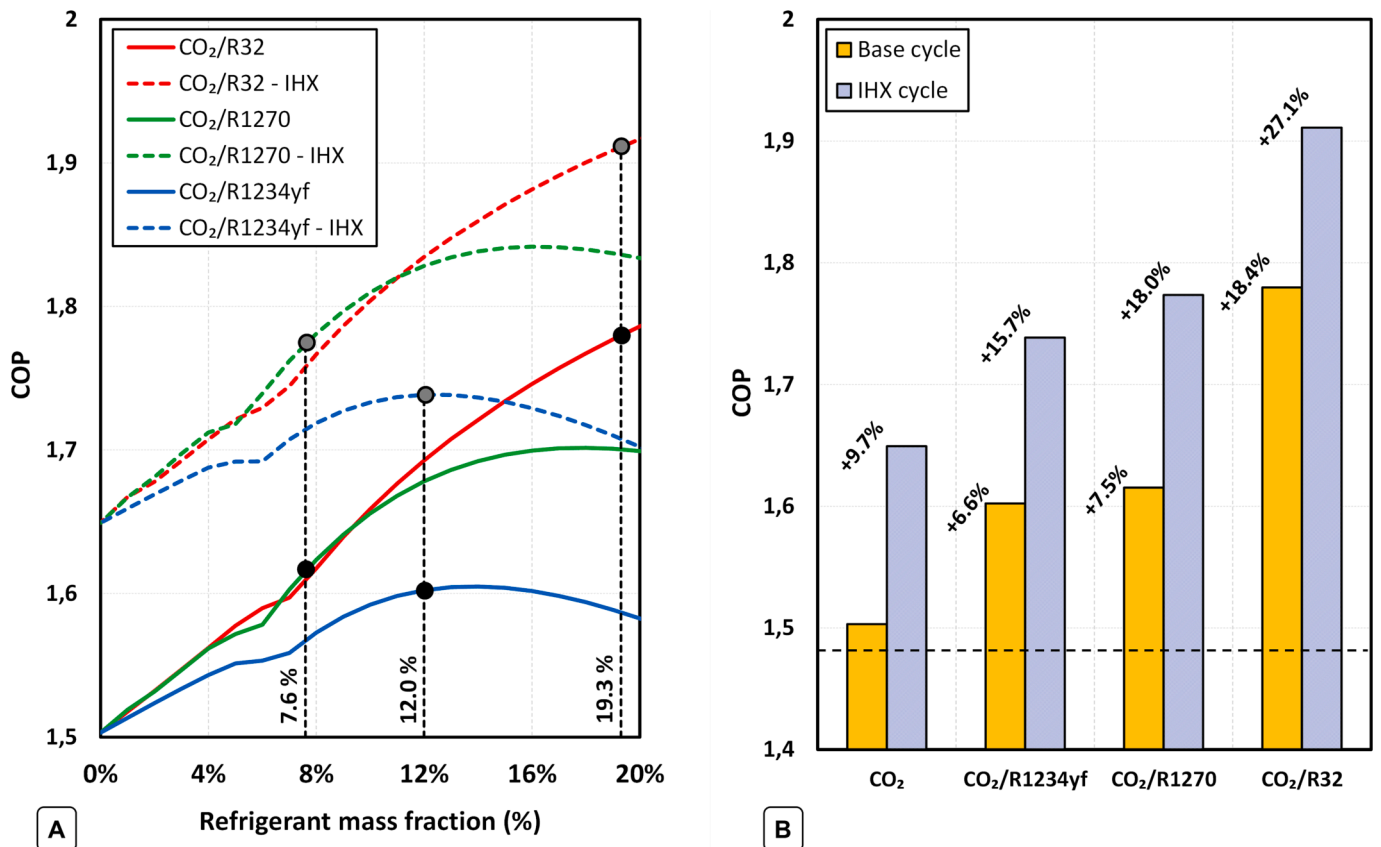 2
1,9
1,8
1,7
1,6
1,5
COP
CO₂/R32
CO₂/R32 - IHX
CO₂/R1270
CO₂/R1270 - IHX
CO₂/R1234yf
CO₂/R1234yf - IHX
7.6 %
12.0 %
19.3 %
0%
4%
8%
12%
16%
20%
Refrigerant mass fraction (%)
A
2
1,9
1,8
1,7
1,6
1,5
1,4
COP
Base cycle
IHX cycle
+9.7%
+6.6%
+15.7%
+7.5%
+18.0%
+18.4%
+27.1%
CO₂
CO₂/R1234yf
CO₂/R1270
CO₂/R32
B